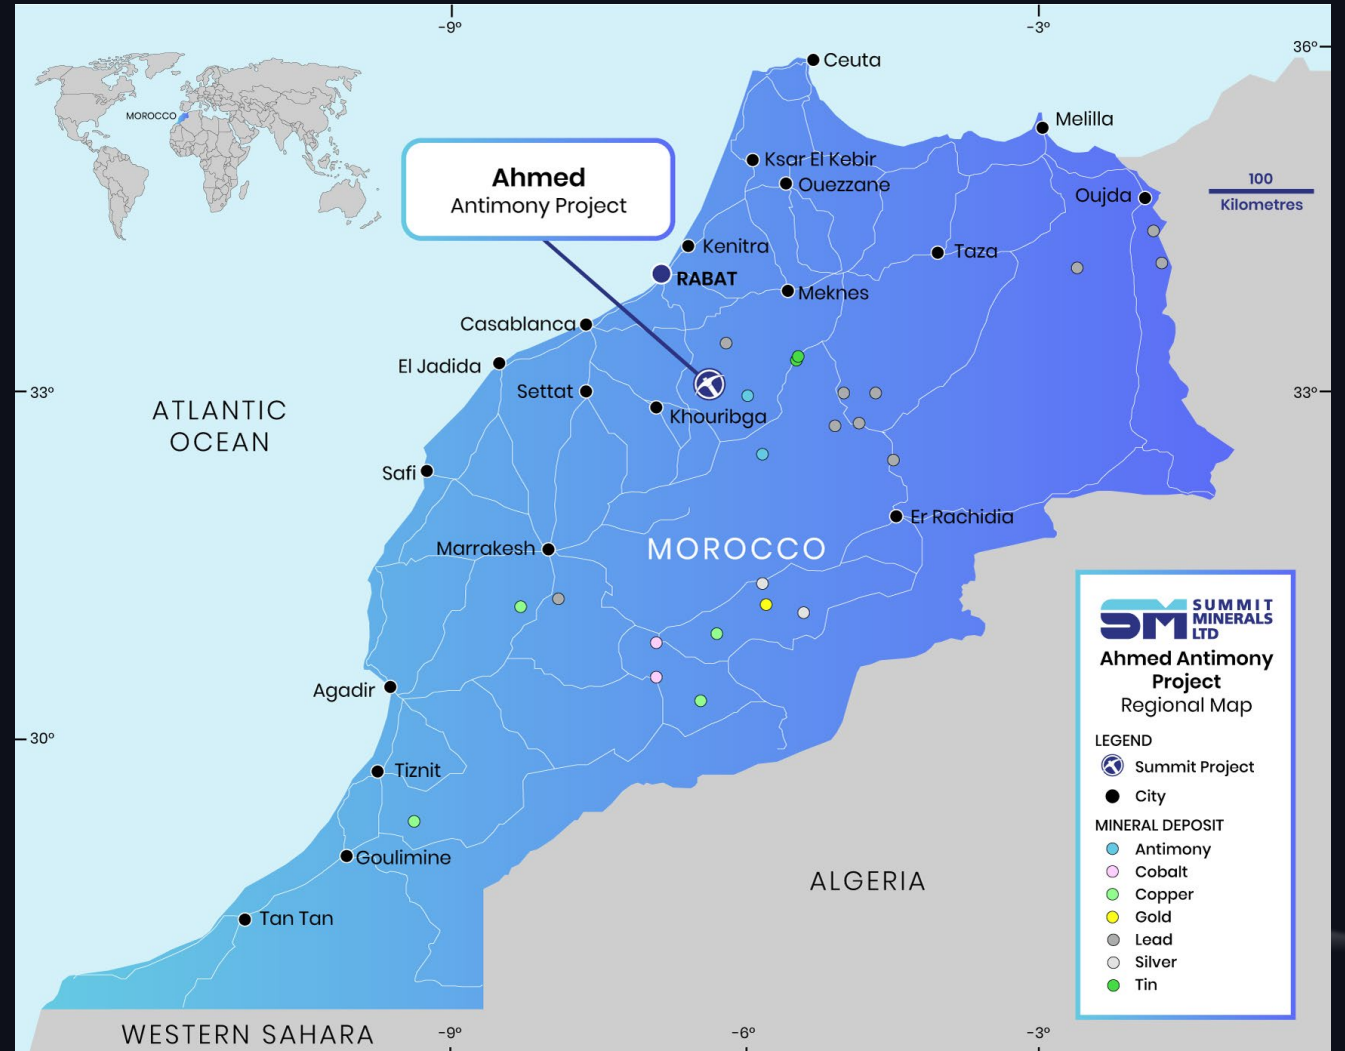 -9°
-3°
36°
Ceuta
MOROCCO
Melilla
Ahmed
Antimony Project
Ksar El Kebir
Ouezzane
100
Kilometres
Oujda
Kenitra
Taza
RABAT
Meknes
Casablanca
El Jadida
Settat
33°
33°
Khouribga
ATLANTIC
OCEAN
Safi
Er Rachidia
Marrakesh
MOROCCO
Agadir
30°
Tiznit
Goulimine
ALGERIA
Tan Tan
WESTERN SAHARA
-9°
-6°
-3°
SM
SUMMIT
MINERALS
LTD
Ahmed Antimony
Project
Regional Map
LEGEND
Summit Project
City
MINERAL DEPOSIT
Antimony
Cobalt
Copper
Gold
Lead
Silver
Tin